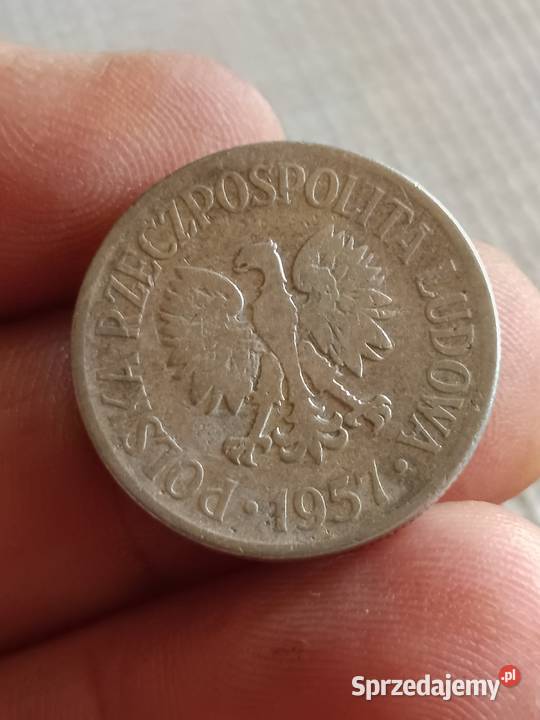 POLSKA RZECZPOSPOLITA LUDOWA
· 1957 ·
Sprzedajemy.pl